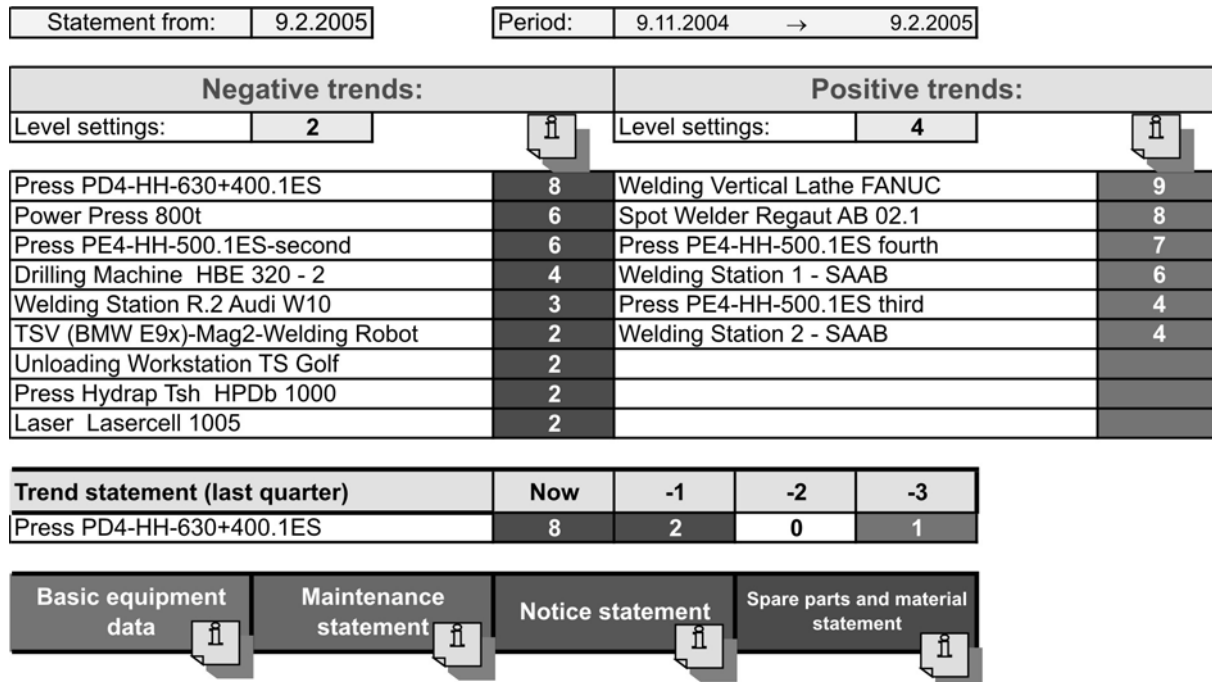 Statement from: 9.2.2005 Period: 9.11.2004 → 9.2.2005
Negative trends: Positive trends:
Level settings: 2 Level settings: 4
Press PD4-HH-630+400.1ES 8 Welding Vertical Lathe FANUC 9
Power Press 800t 6 Spot Welder Regaut AB 02.1 8
Press PE4-HH-500.1ES-second 6 Press PE4-HH-500.1ES fourth 7
Drilling Machine HBE 320 - 2 4 Welding Station 1 - SAAB 6
Welding Station R.2 Audi W10 3 Press PE4-HH-500.1ES third 4
TSV (BMW E9x)-Mag2-Welding Robot 2 Welding Station 2 - SAAB 4
Unloading Workstation TS Golf 2
Press Hydrap Tsh HPDb 1000 2
Laser Lasercell 1005 2
Trend statement (last quarter) Now -1 -2 -3
Press PD4-HH-630+400.1ES 8 2 0 1
Basic equipment
data
Maintenance
statement
Notice statement
Spare parts and material
statement